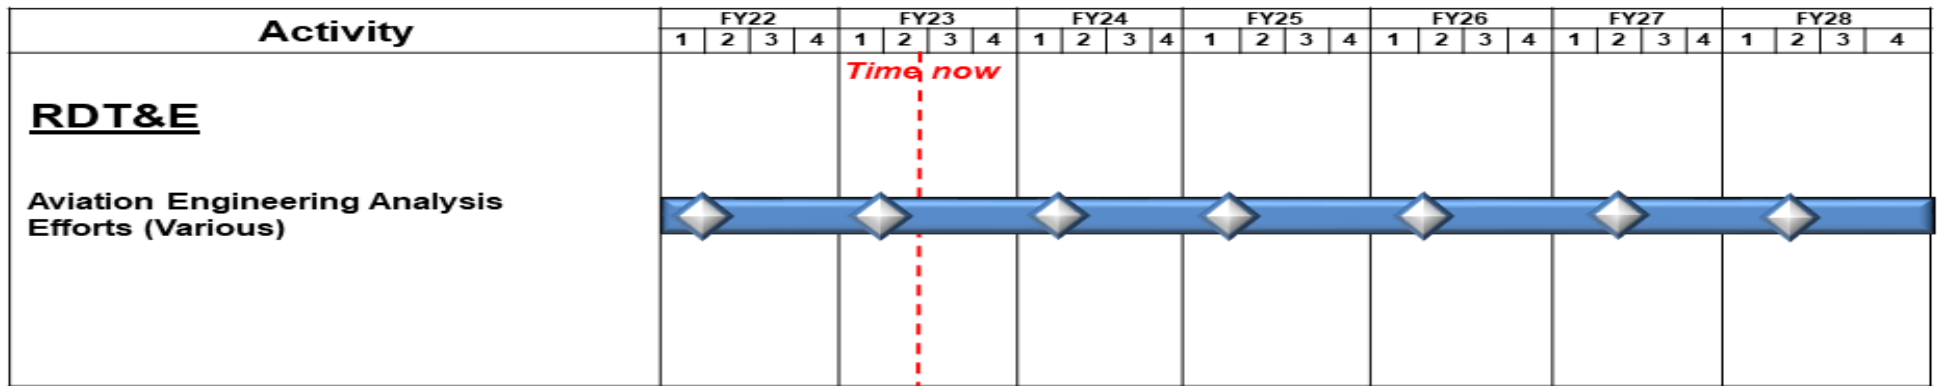 Activity
FY22 FY23 FY24 FY25 FY26 FY27 FY28
1 2 3 4 1 2 3 4 1 2 3 4 1 2 3 4 1 2 3 4 1 2 3 4 1 2 3 4
Time now
RDT&E
Aviation Engineering Analysis
Efforts (Various)